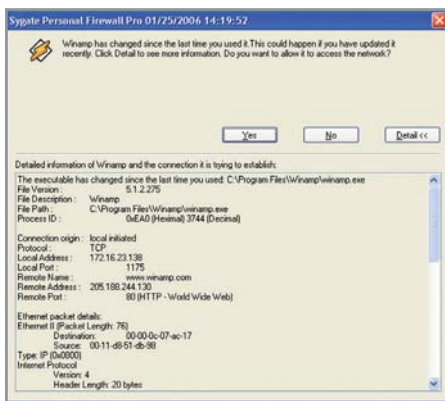 Sygate Personal Firewall Pro 01/25/2006 14:19:52
Winamp has changed since the last time you used it.This could happen if you have updated it
recently. Click Detail to see more information. Do you want to allow it to access the network?
Yes
No
Detail <<
Detailed information of Winamp and the connection it is trying to establish:
The executable has changed since the last time you used: C:\Program Files\Winamp\winamp.exe
File Version : 5.1.2.275
File Description : Winamp
File Path : C:\Program Files\Winamp\winamp.exe
Process ID : 0xEA0 (Heximal) 3744 (Decimal)
Connection origin : local initiated
Protocol : TCP
Local Address : 172.16.23.138
Local Port : 1175
Remote Name : www.winamp.com
Remote Address : 205.188.244.130
Remote Port : 80 (HTTP - World Wide Web)
Ethernet packet details:
Ethernet II (Packet Length: 76)
Destination: 00-00-0c-07-ac-17
Source: 00-11-d8-51-db-98
Type: IP (0x0800)
Internet Protocol
Version: 4
Header Length: 20 bytes